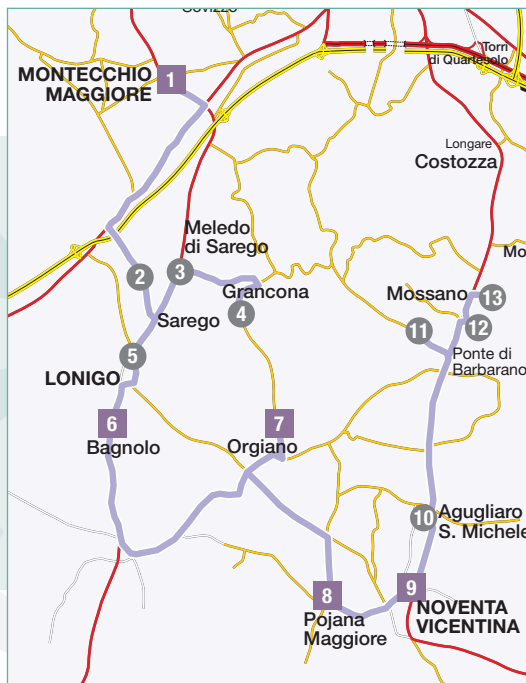 Torri
di Quartesolo
MONTECCHIO
MAGGIORE
1
Longare
Costozza
Meledo
di Sarego
2
3
Grancona
4
Mossano
13
12
11
Sarego
5
Ponte di
Barbarano
LONIGO
6
Bagnolo
7
Orgiano
10
Agugliaro
S. Michele
8
Pojana
Maggiore
9
NOVENTA
VICENTINA